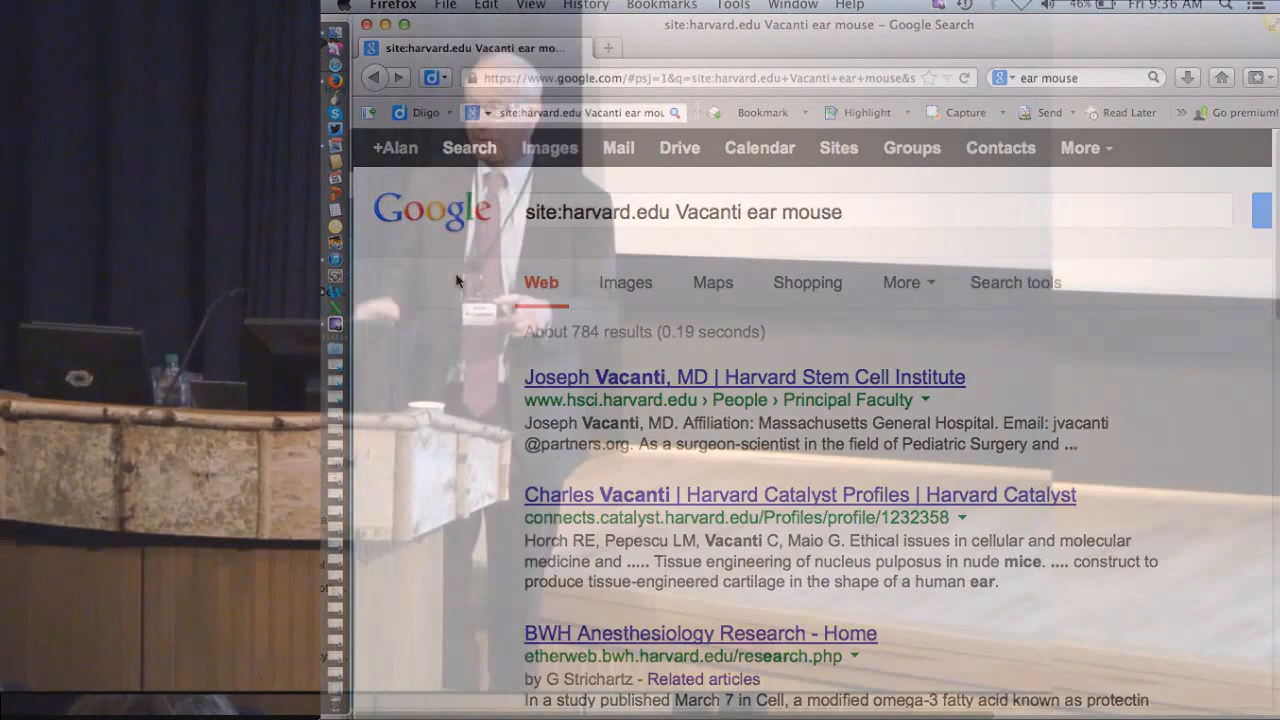 Firefox File Edit View History Bookmarks Tools Window Help 46% Fri 9:36 AM
site:harvard.edu Vacanti ear mouse – Google Search
site:harvard.edu Vacanti ear mo...
https://www.google.com/#psj=1&q=site:harvard.edu+Vacanti+ear+mouse&s ear mouse
Diigo site:harvard.edu Vacanti ear mou Bookmark Highlight Capture Send Read Later Go premium!
+Alan Search Images Mail Drive Calendar Sites Groups Contacts More
Google site:harvard.edu Vacanti ear mouse
Web Images Maps Shopping More Search tools
About 784 results (0.19 seconds)
Joseph Vacanti, MD | Harvard Stem Cell Institute
www.hsci.harvard.edu › People › Principal Faculty
Joseph Vacanti, MD. Affiliation: Massachusetts General Hospital. Email: jvacanti
@partners.org. As a surgeon-scientist in the field of Pediatric Surgery and ...
Charles Vacanti | Harvard Catalyst Profiles | Harvard Catalyst
connects.catalyst.harvard.edu/Profiles/profile/1232358
Horch RE, Pepescu LM, Vacanti C, Maio G. Ethical issues in cellular and molecular
medicine and ..... Tissue engineering of nucleus pulposus in nude mice. .... construct to
produce tissue-engineered cartilage in the shape of a human ear.
BWH Anesthesiology Research - Home
etherweb.bwh.harvard.edu/research.php
by G Strichartz - Related articles
In a study published March 7 in Cell, a modified omega-3 fatty acid known as protectin